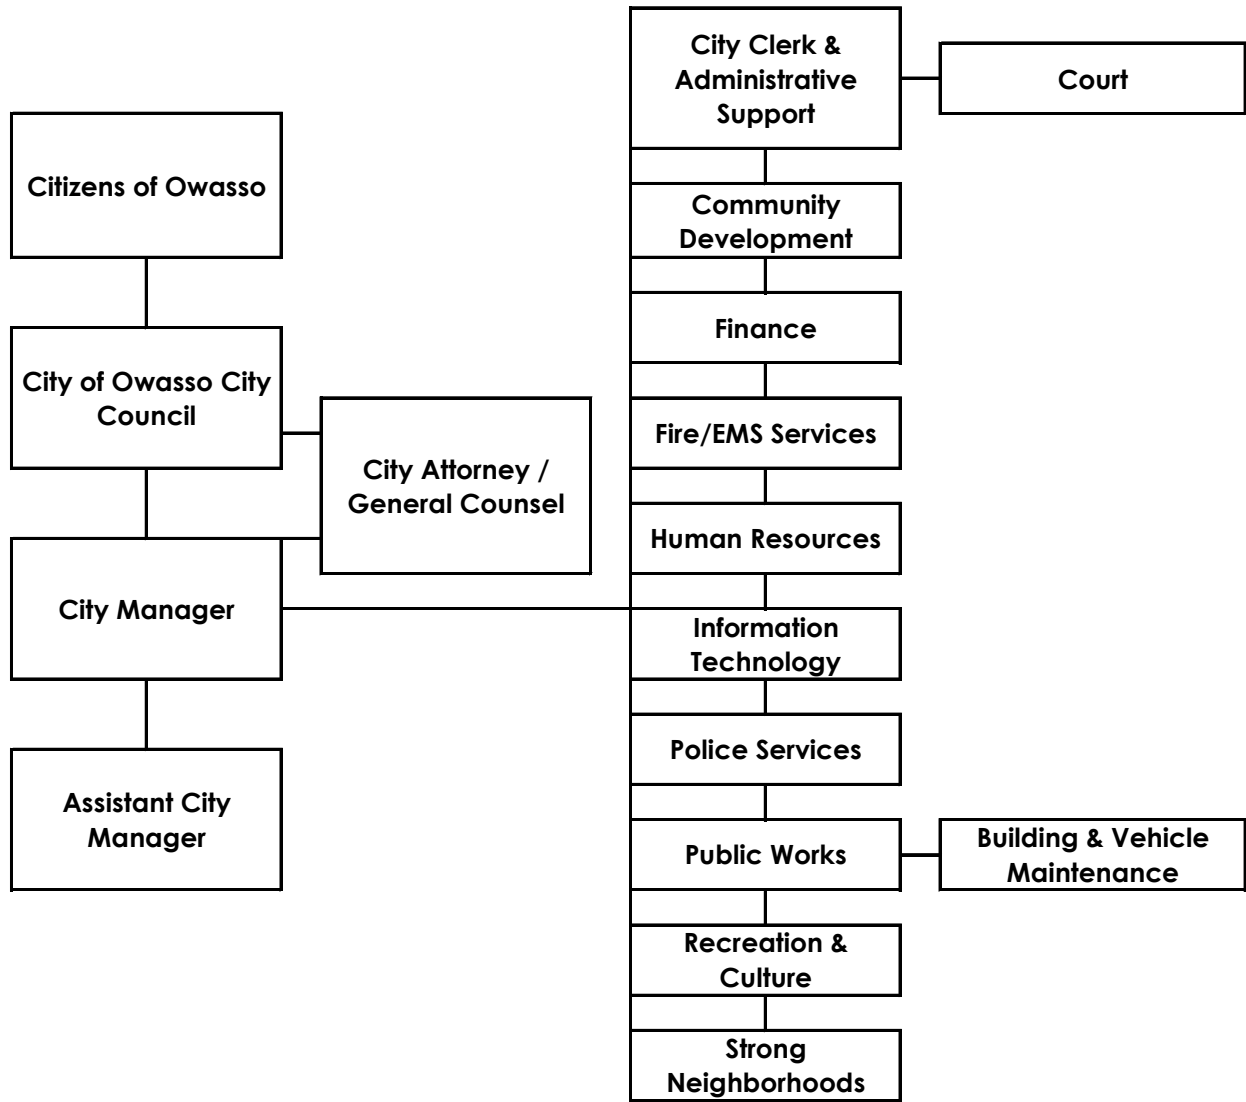 Citizens of Owasso
City of Owasso City
Council
City Attorney /
General Counsel
City Manager
Assistant City
Manager
City Clerk &
Administrative
Support
Court
Community
Development
Finance
Fire/EMS Services
Human Resources
Information
Technology
Police Services
Public Works
Building & Vehicle
Maintenance
Recreation &
Culture
Strong
Neighborhoods